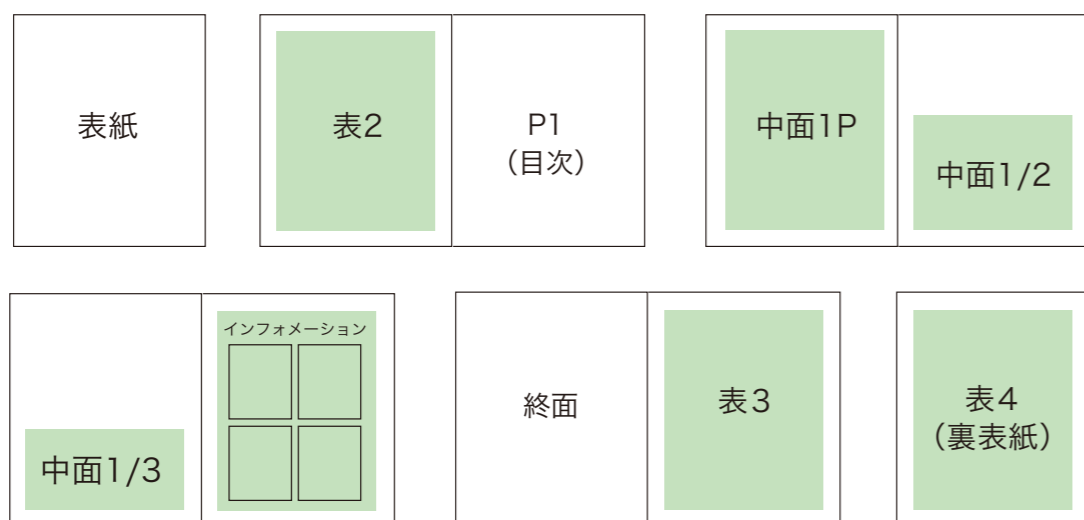 表紙
表2
P1
（目次）
中面1P
中面1/2
中面1/3
インフォメーション
終面
表3
表4
（裏表紙）